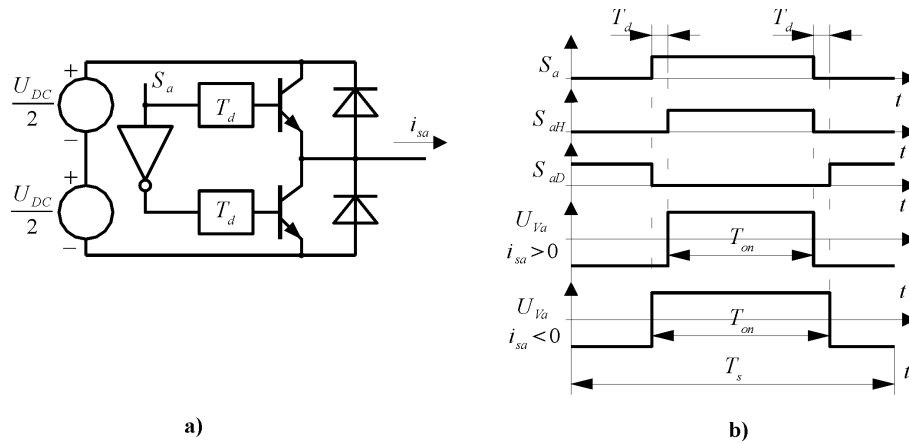 +
U_DC
2
−
+
U_DC
2
−
S_a
T_d
T_d
i_sa
a)
T_d
T_d
S_a
t
S_aH
t
S_aD
t
U_Va
i_sa>0
T_on
t
U_Va
i_sa<0
T_on
T_s
t
b)